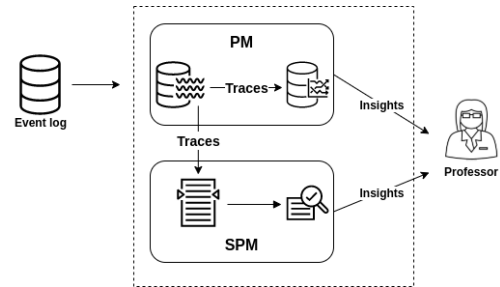 PM
Traces
Event log
Insights
Traces
Professor
Insights
SPM